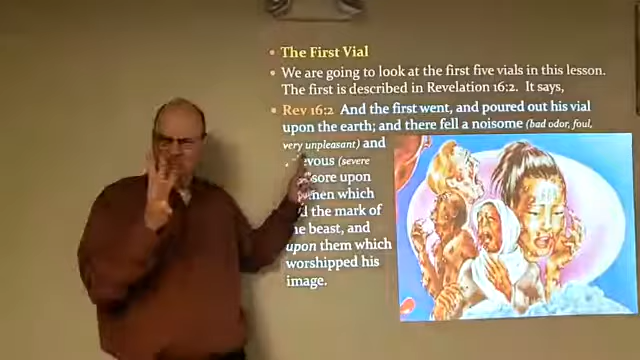 The First Vial
We are going to look at the first five vials in this lesson.
The first is described in Revelation 16:2. It says,
Rev 16:2 And the first went, and poured out his vial
upon the earth; and there fell a noisome (bad odor, foul,
very unpleasant) and
(severe
sore upon
which
the mark of
beast, and
upon them which
worshipped his
image.